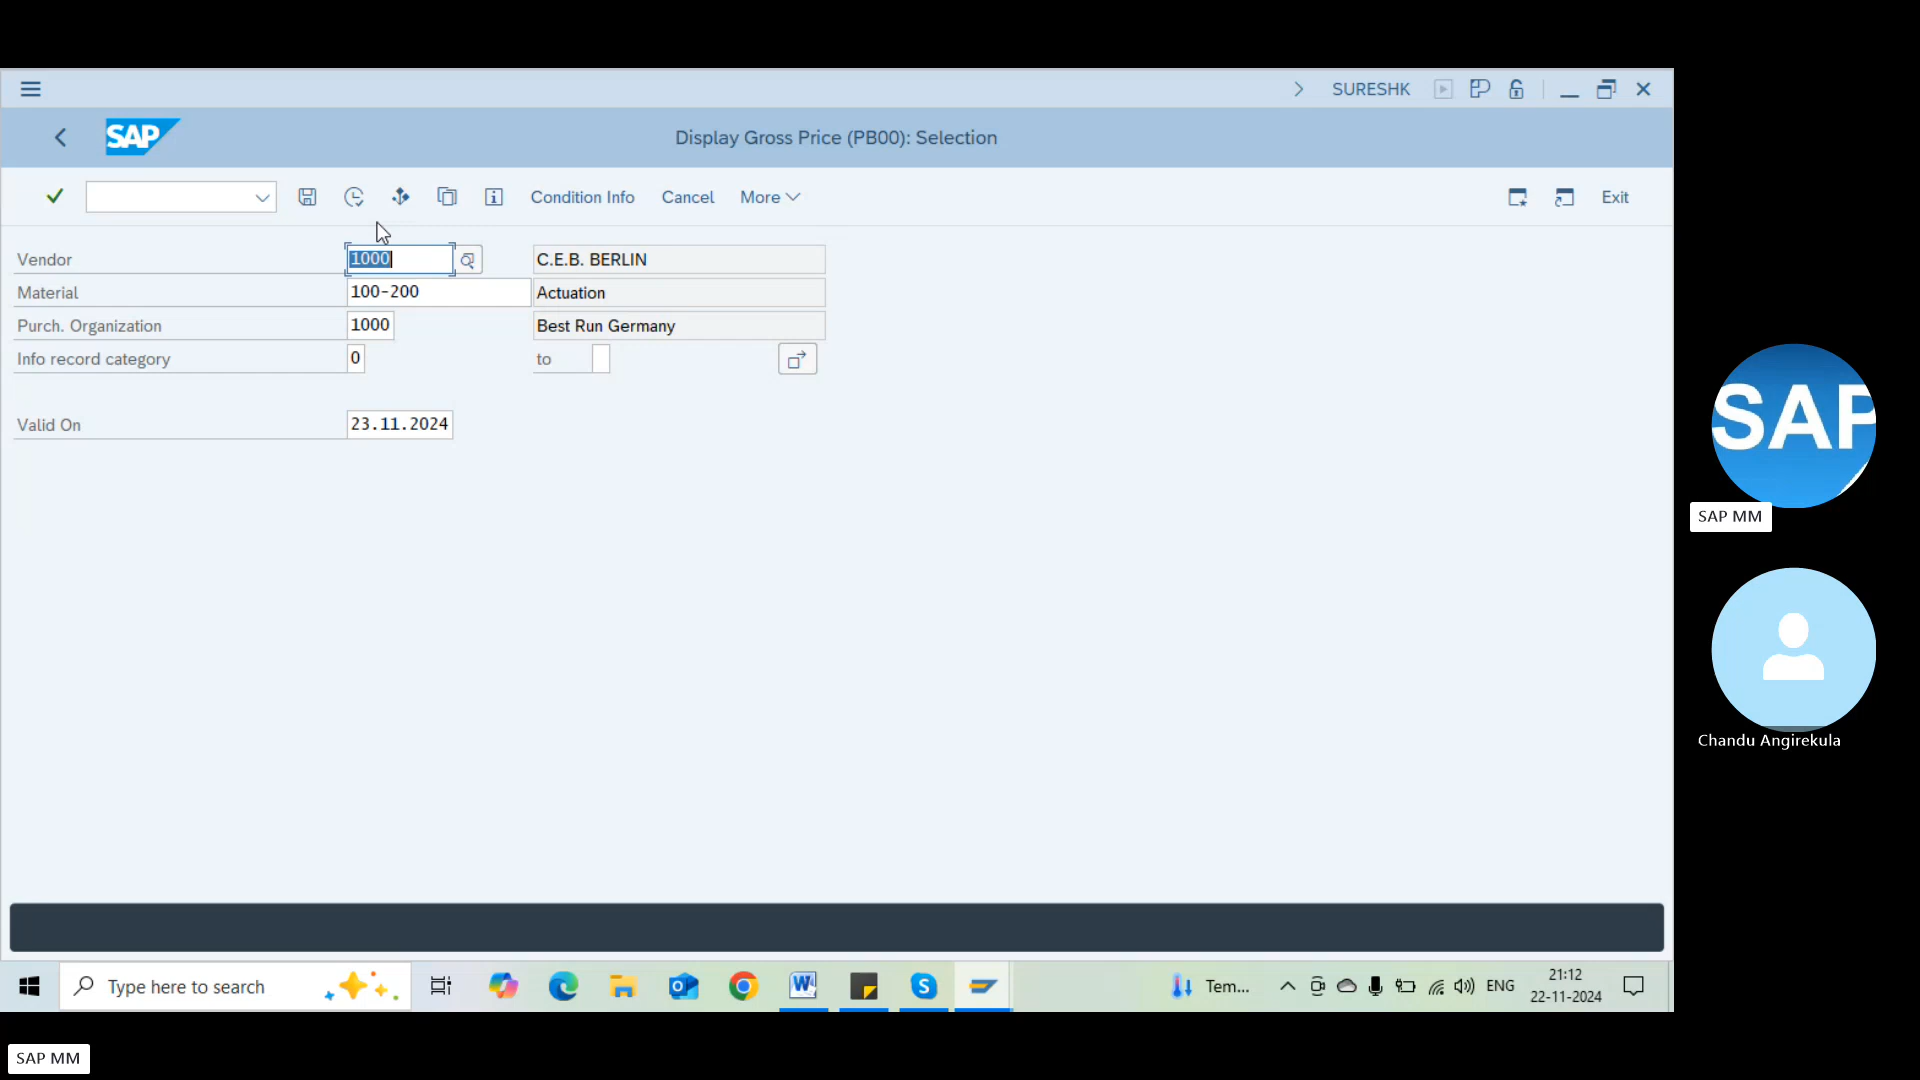 SURESHK
SAP
Display Gross Price (PB00): Selection
Condition Info
Cancel
More
Exit
Vendor 1000 C.E.B. BERLIN
Material 100-200 Actuation
Purch. Organization 1000 Best Run Germany
Info record category 0 to
Valid On 23.11.2024
SAP
SAP MM
Chandu Angirekula
Type here to search
Tem...
ENG
21:12
22-11-2024
SAP MM